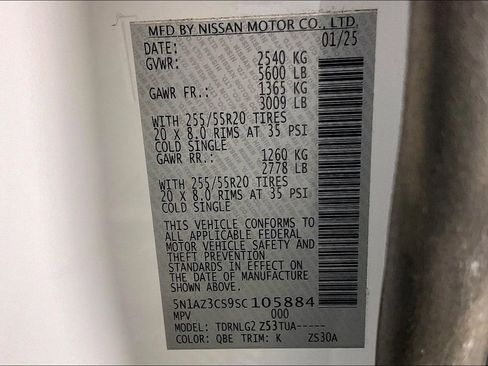 MFD BY NISSAN MOTOR CO., LTD.
DATE: 01/25
GVWR: 2540 KG
5600 LB
GAWR FR.: 1365 KG
3009 LB
WITH 255/55R20 TIRES
20 X 8.0 RIMS AT 35 PSI
COLD SINGLE
GAWR RR.: 1260 KG
2778 LB
WITH 255/55R20 TIRES
20 X 8.0 RIMS AT 35 PSI
COLD SINGLE
THIS VEHICLE CONFORMS TO
ALL APPLICABLE FEDERAL
MOTOR VEHICLE SAFETY AND
THEFT PREVENTION
STANDARDS IN EFFECT ON
THE DATE OF MANUFACTURE
SHOWN ABOVE.
5N1AZ3CS9SC105884
MPV 000
MODEL: TDRNLG2 Z53TUA-----
COLOR: QBE TRIM: K ZS30A